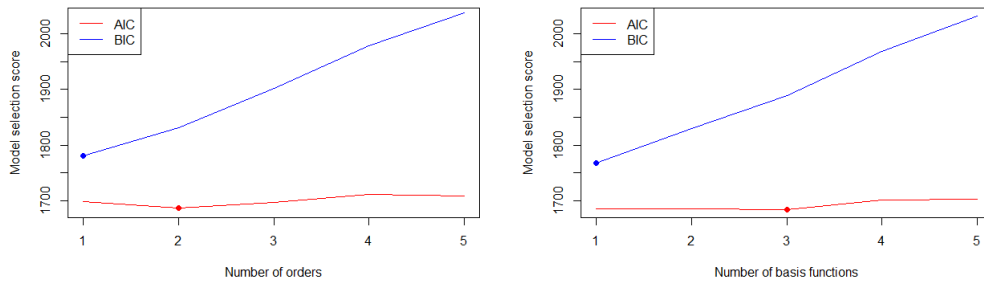 AIC
BIC
Model selection score
1700
1800
1900
2000
1 2 3 4 5
Number of orders
AIC
BIC
Model selection score
1700
1800
1900
2000
1 2 3 4 5
Number of basis functions